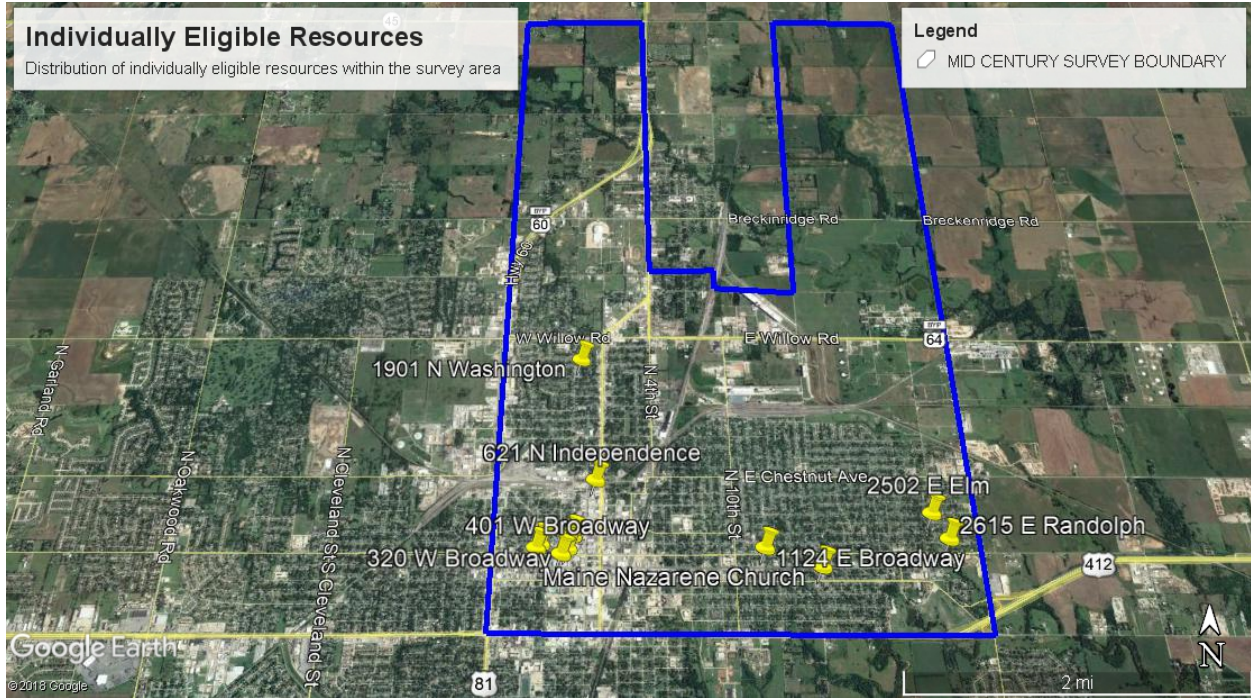 Individually Eligible Resources
Distribution of individually eligible resources within the survey area
Legend
MID CENTURY SURVEY BOUNDARY
45
BYP
60
HWY 60
Breckinridge Rd
Breckenridge Rd
W Willow Rd
E Willow Rd
BYP
64
1901 N Washington
N 4th St
N Garland Rd
N Oakwood Rd
N Cleveland St
S Cleveland St
621 N Independence
N 10th St
E Chestnut Ave
2502 E Elm
401 W Broadway
2615 E Randolph
320 W Broadway
1124 E Broadway
Maine Nazarene Church
412
81
Google Earth
©2018 Google
N
2 mi